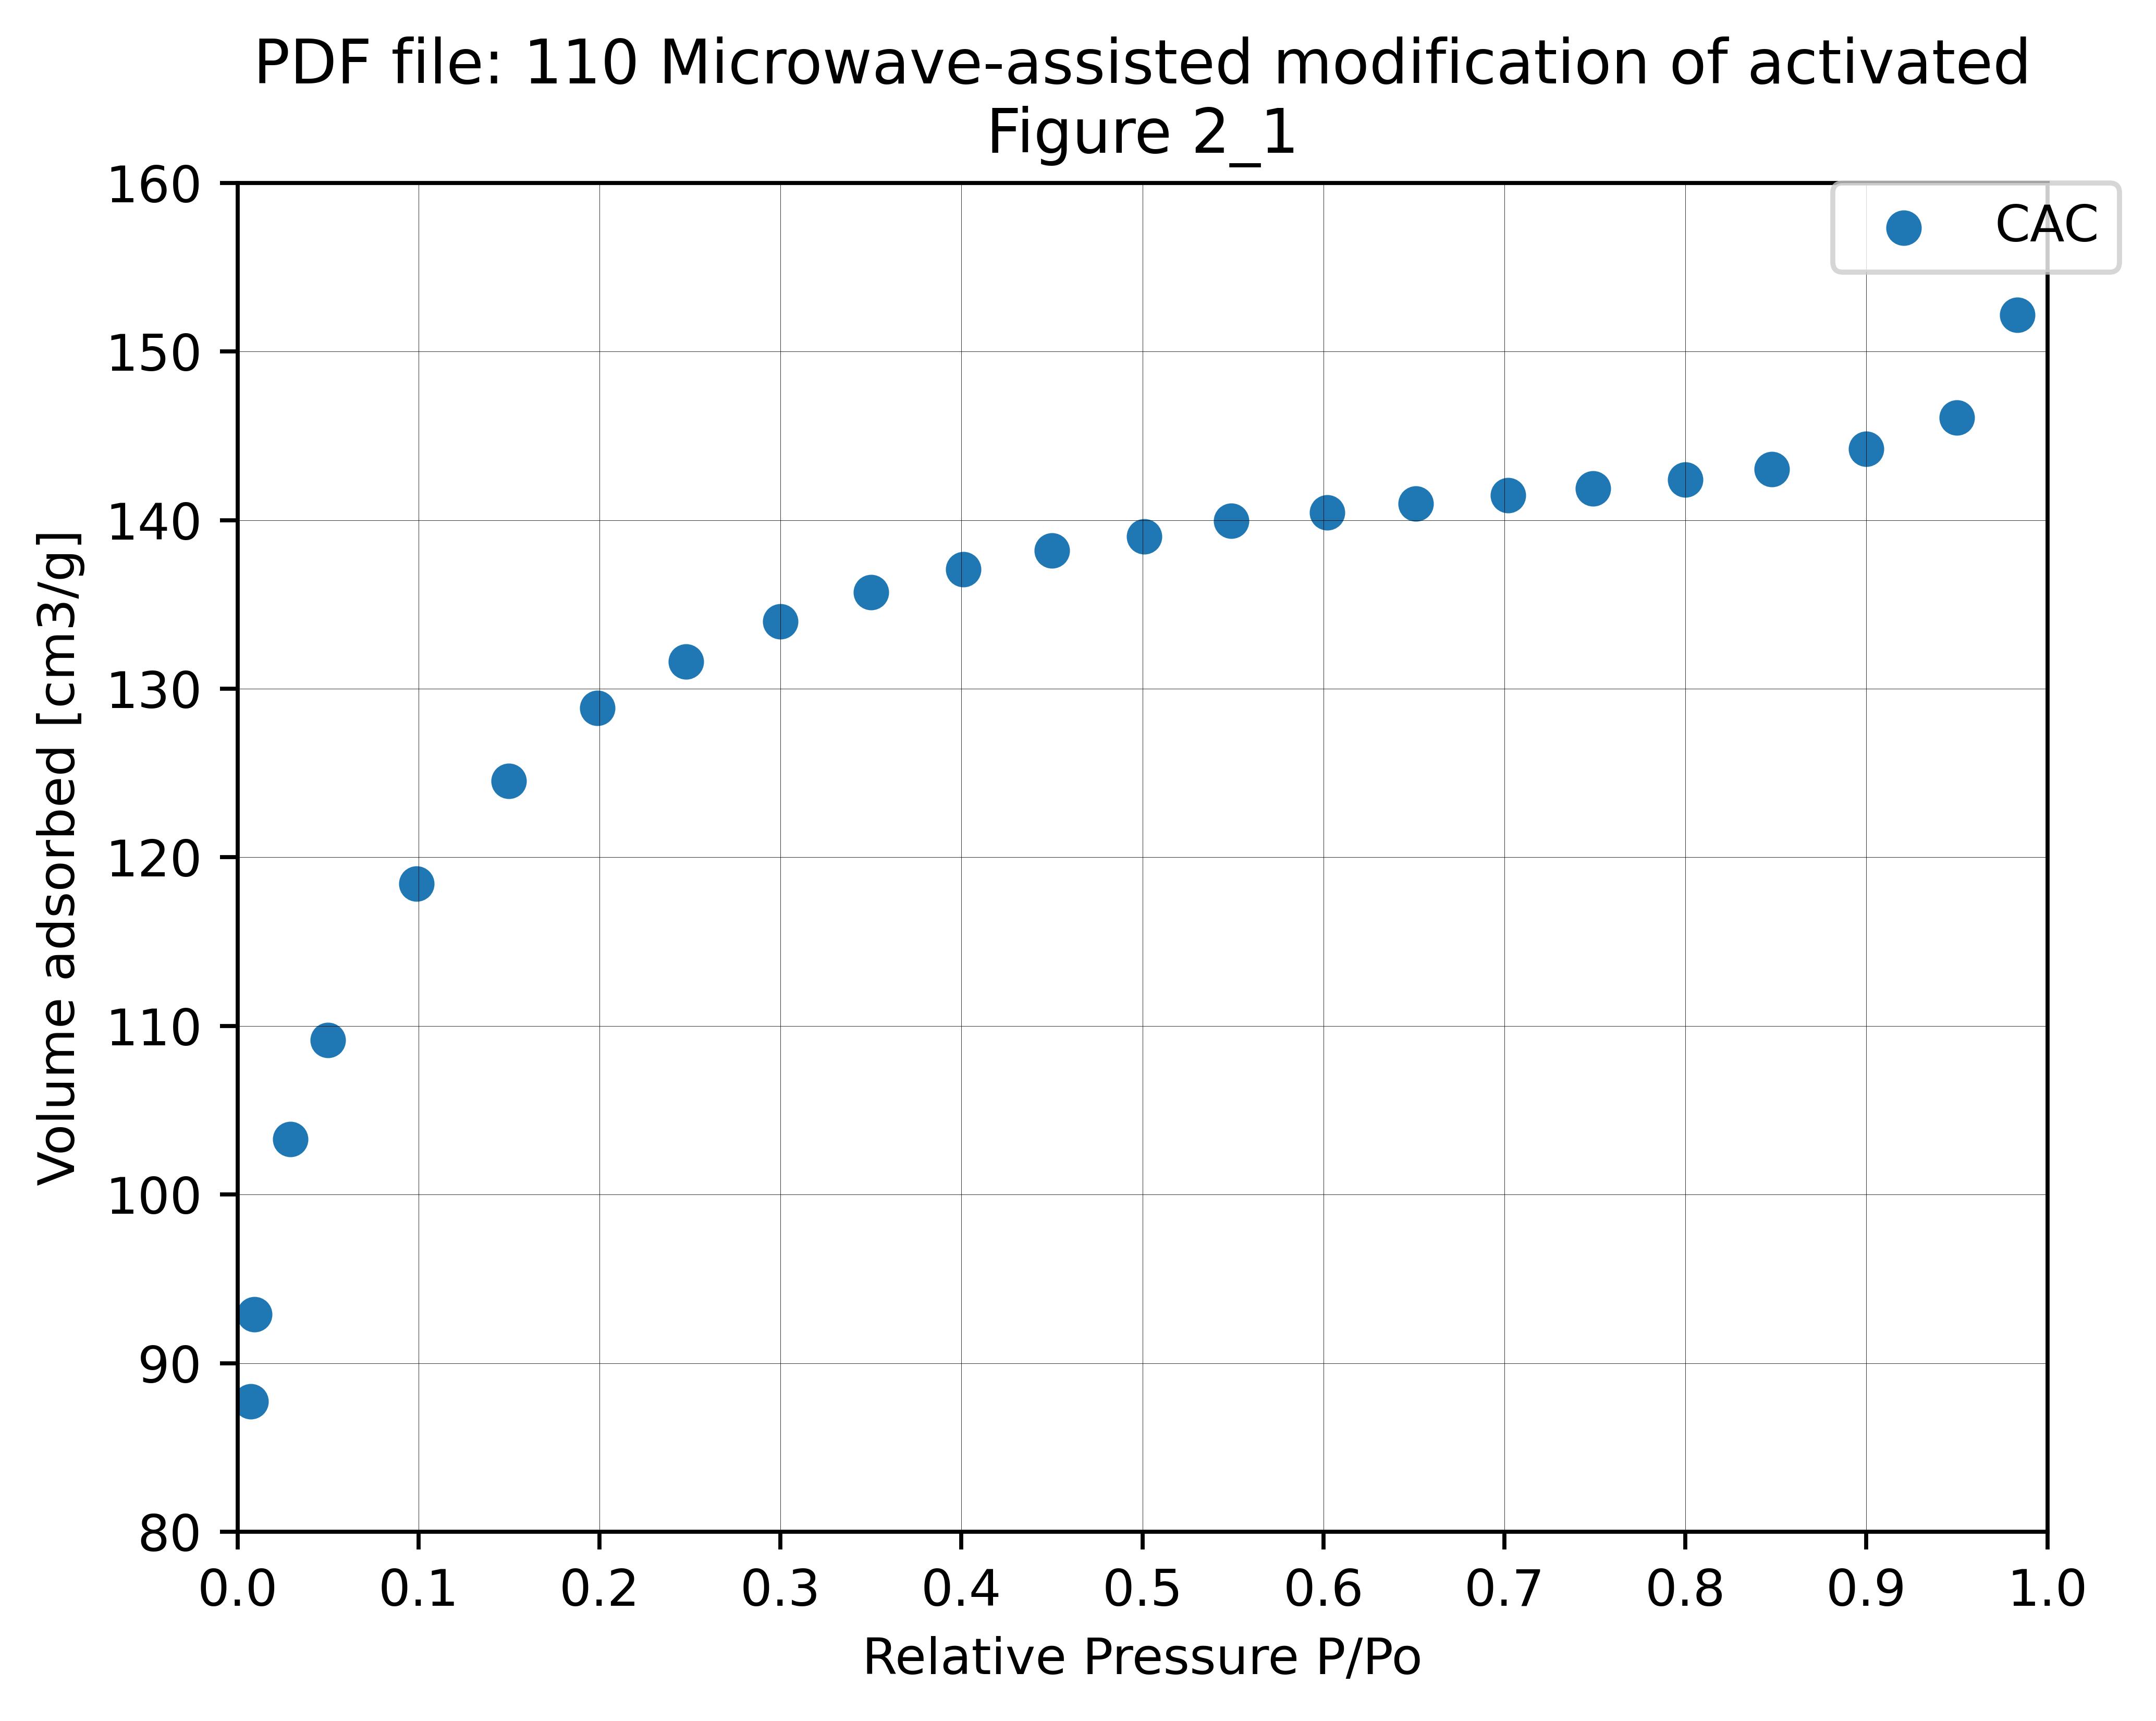 PDF file: 110 Microwave-assisted modification of activated
Figure 2_1
CAC
160
150
140
130
120
110
100
90
80
Volume adsorbed [cm3/g]
0.0 0.1 0.2 0.3 0.4 0.5 0.6 0.7 0.8 0.9 1.0
Relative Pressure P/Po